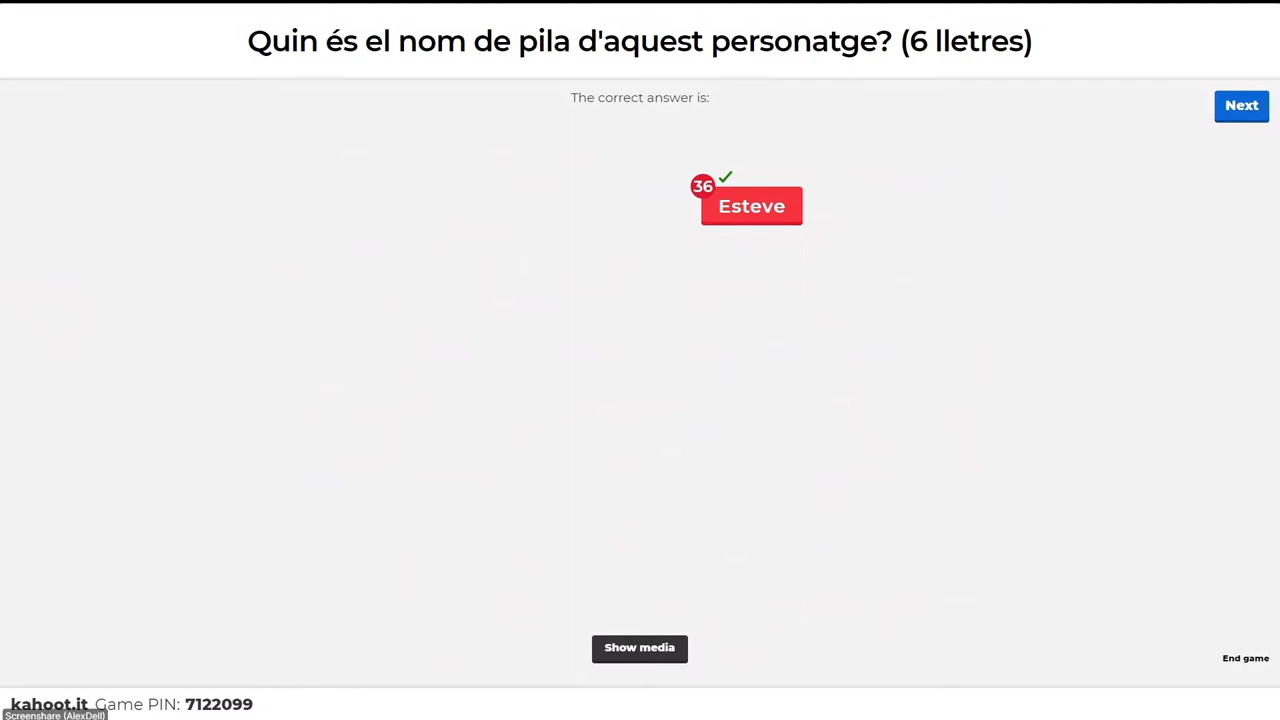 Quin és el nom de pila d'aquest personatge? (6 lletres)
The correct answer is:
Next
36
Esteve
Show media
End game
kahoot.it Game PIN: 7122099
Screenshare (AlexDell)